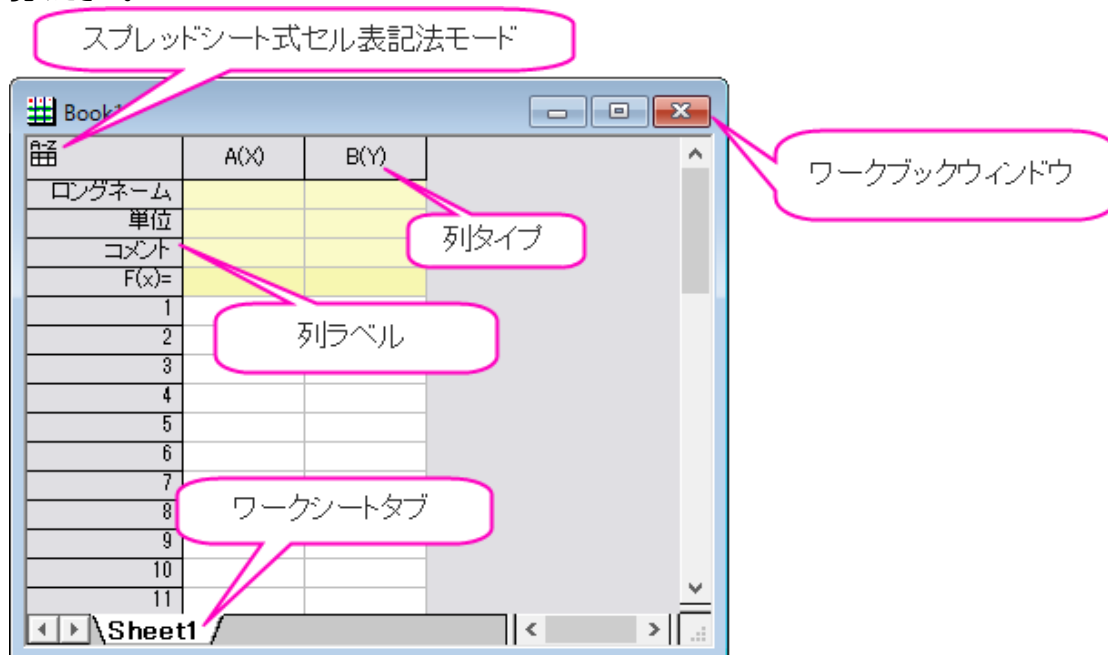 スプレッドシート式セル表記法モード
Book1
A(X) B(Y)
ワークブックウィンドウ
ロングネーム
単位
列タイプ
コメント
F(x)=
1
列ラベル
2
3
4
5
6
7
ワークシートタブ
8
9
10
11
Sheet1